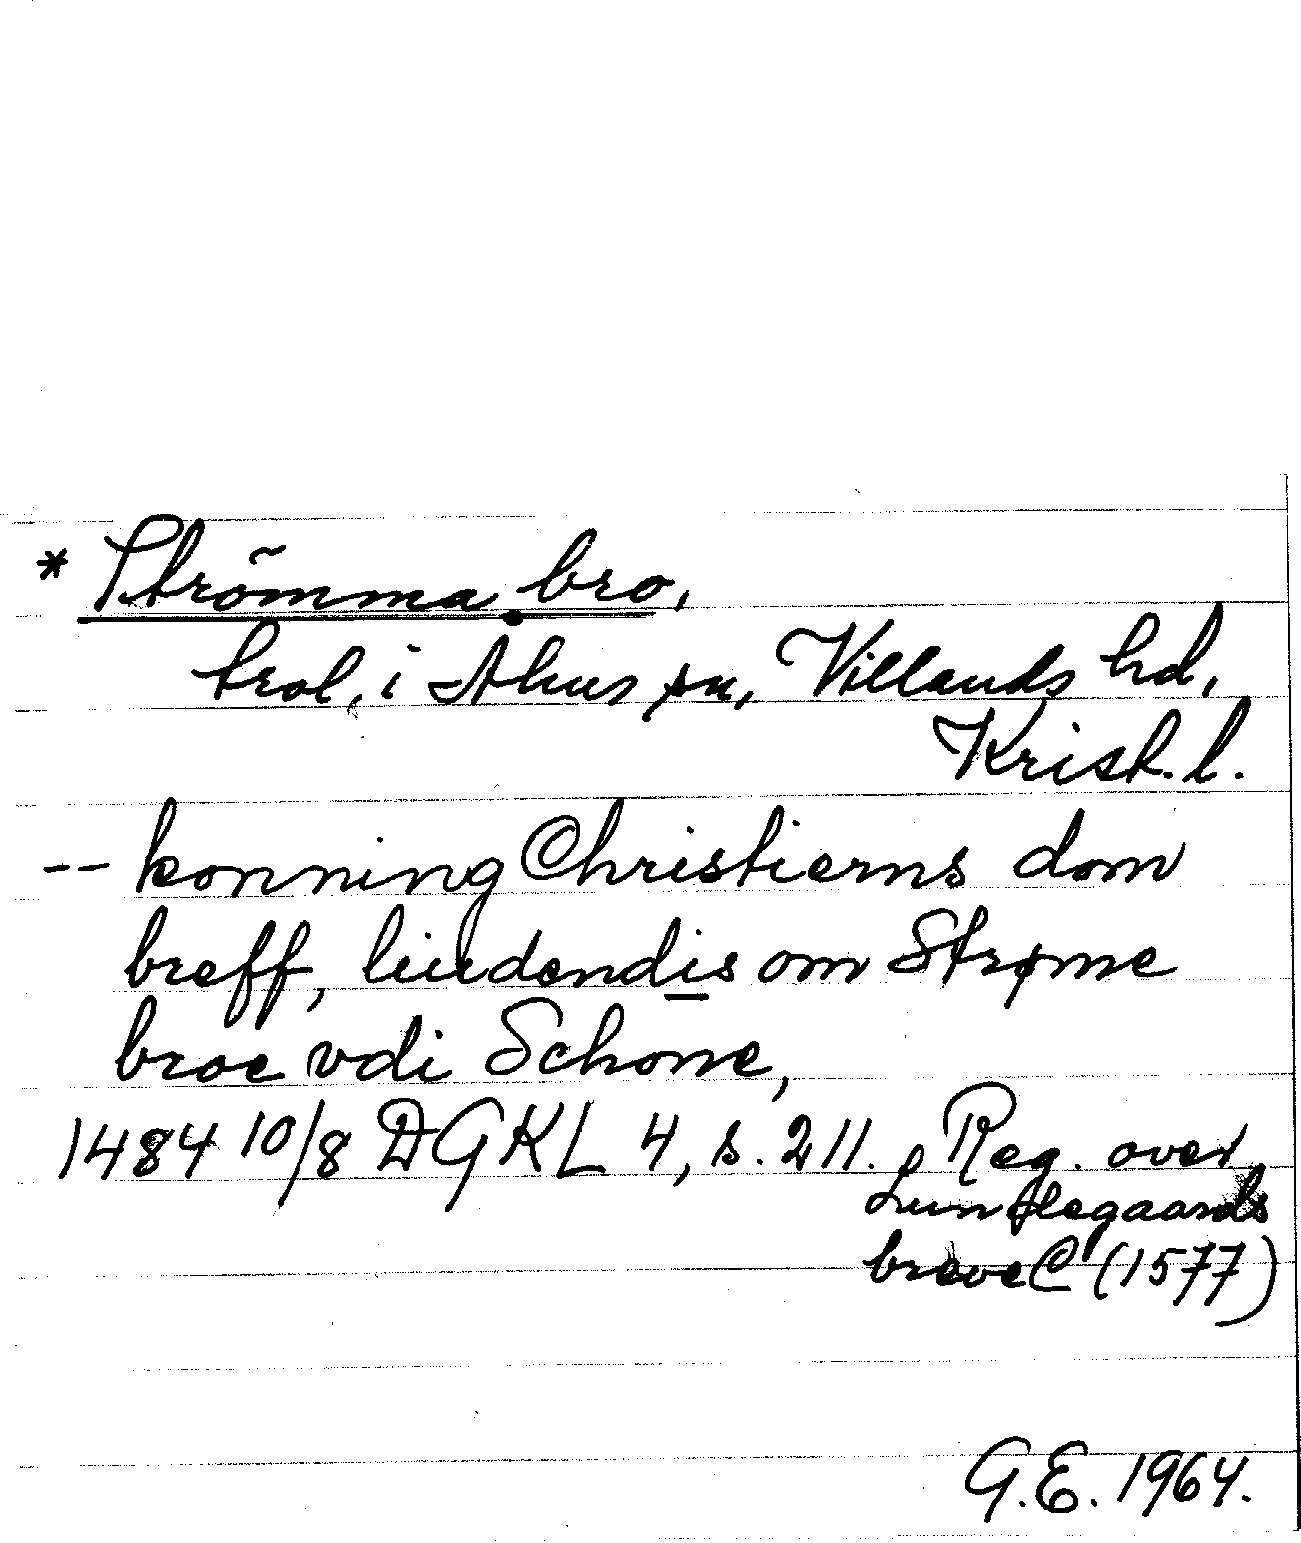 * Strömma bro,
trol. i Åhus sn, Villands hd,
Krist. l.
-- konning Christierns dom
breff, liudendis om Strøme
broe vdi Schone,
1484 10/8 DGKL 4, s. 211. Reg. over
Lundegaards
breve (1577)
G.E. 1964.